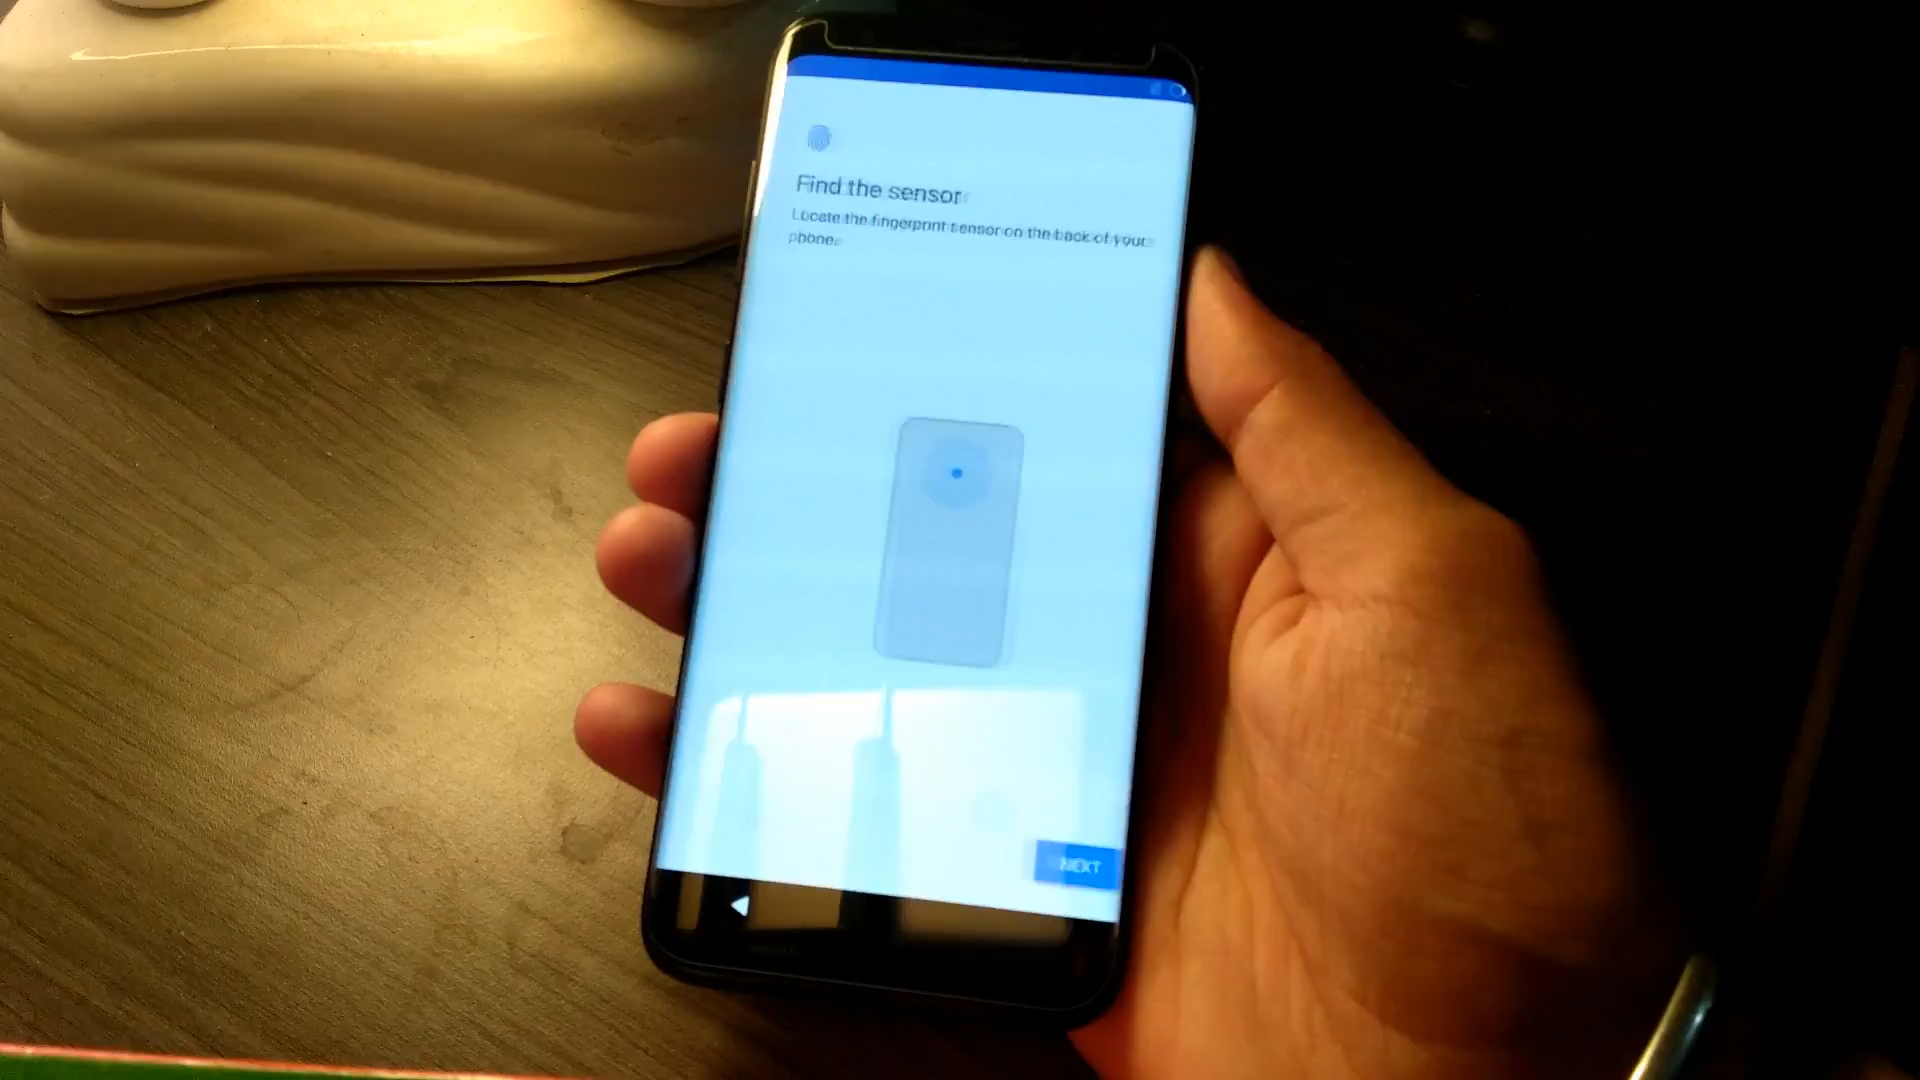 Find the sensor
Locate the fingerprint sensor on the back of your
phone.
NEXT